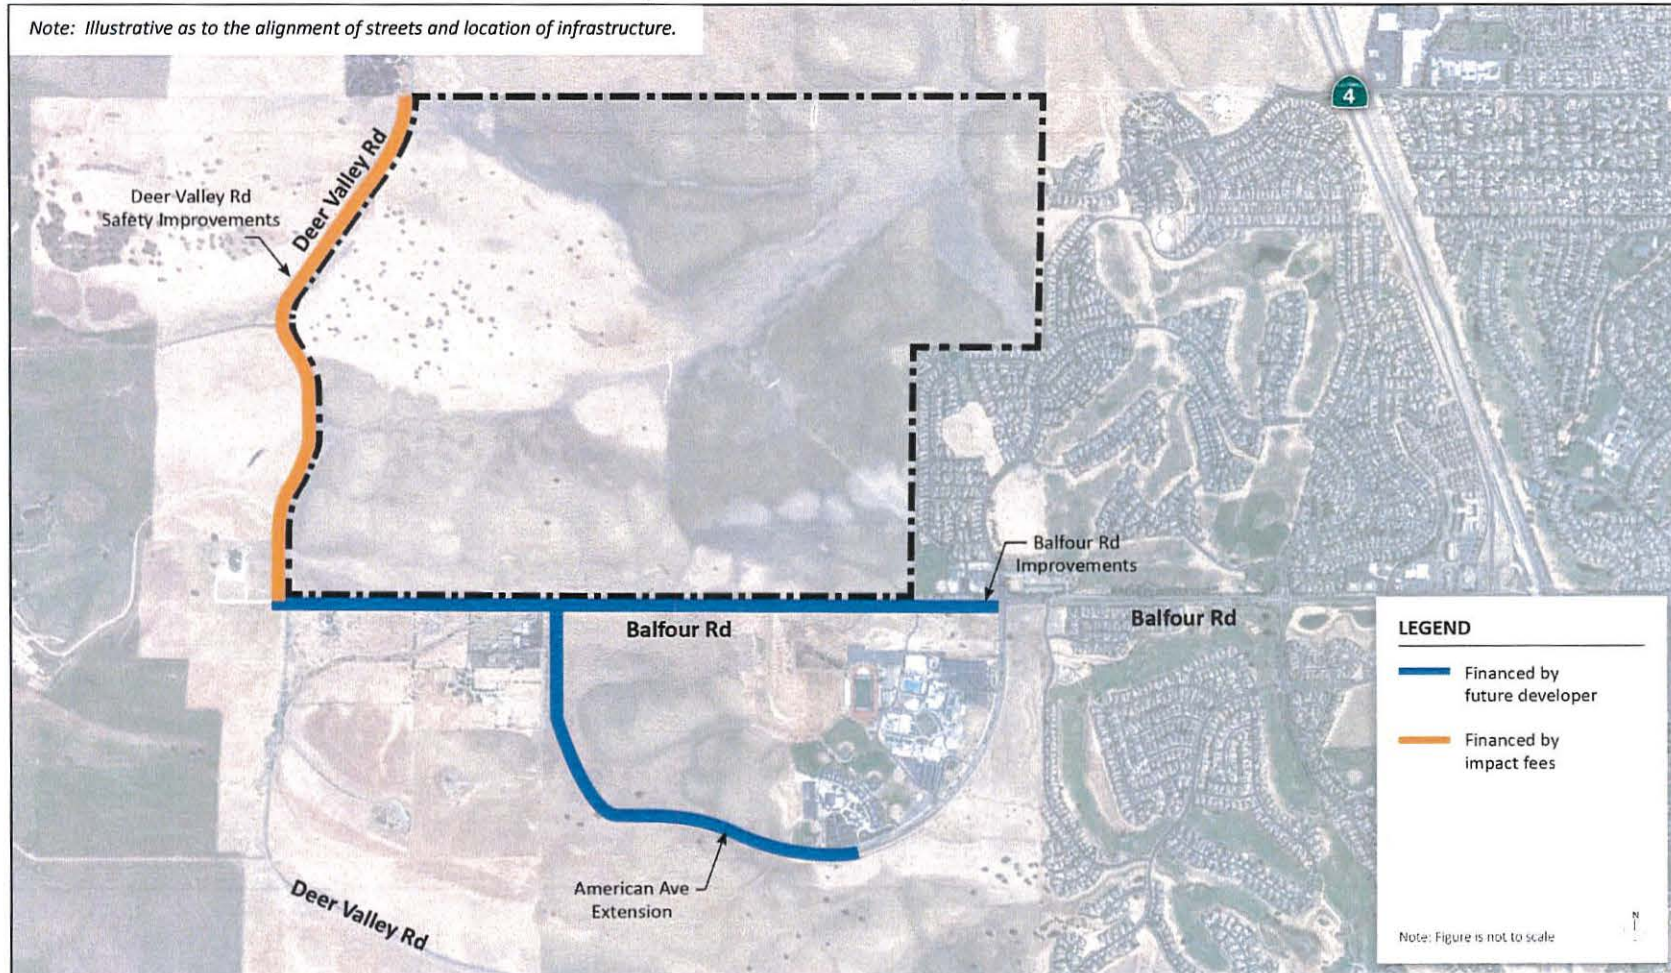 Note: Illustrative as to the alignment of streets and location of infrastructure.
4
Deer Valley Rd
Deer Valley Rd
Safety Improvements
Balfour Rd
Improvements
Balfour Rd
Balfour Rd
American Ave
Extension
Deer Valley Rd
LEGEND
Financed by
future developer
Financed by
impact fees
Note: Figure is not to scale
N